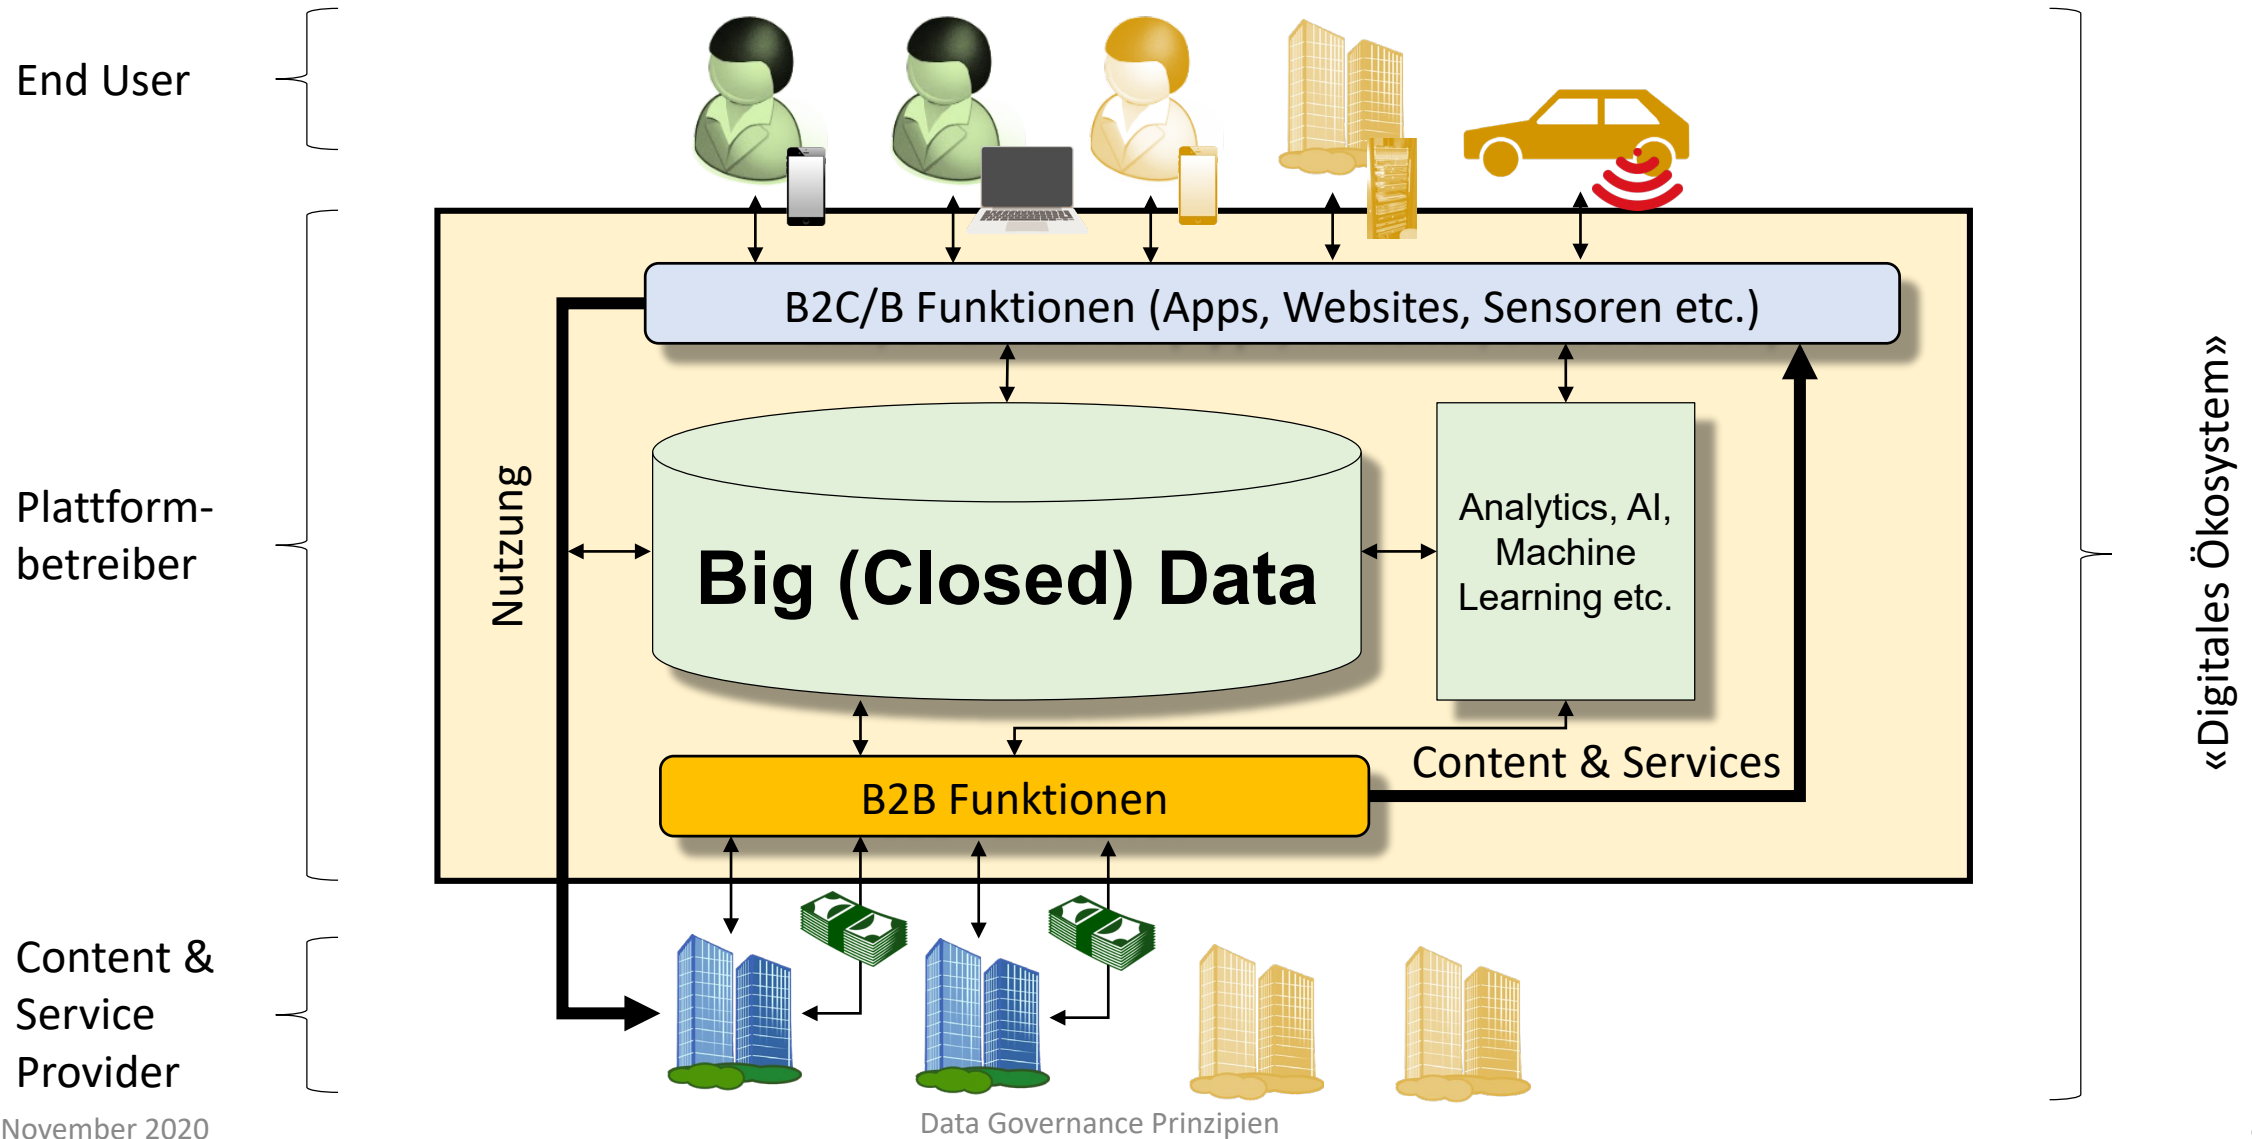 End User
B2C/B Funktionen (Apps, Websites, Sensoren etc.)
Plattform-
betreiber
Nutzung
Big (Closed) Data
Analytics, AI,
Machine
Learning etc.
Content & Services
B2B Funktionen
«Digitales Ökosystem»
Content &
Service
Provider
November 2020
Data Governance Prinzipien